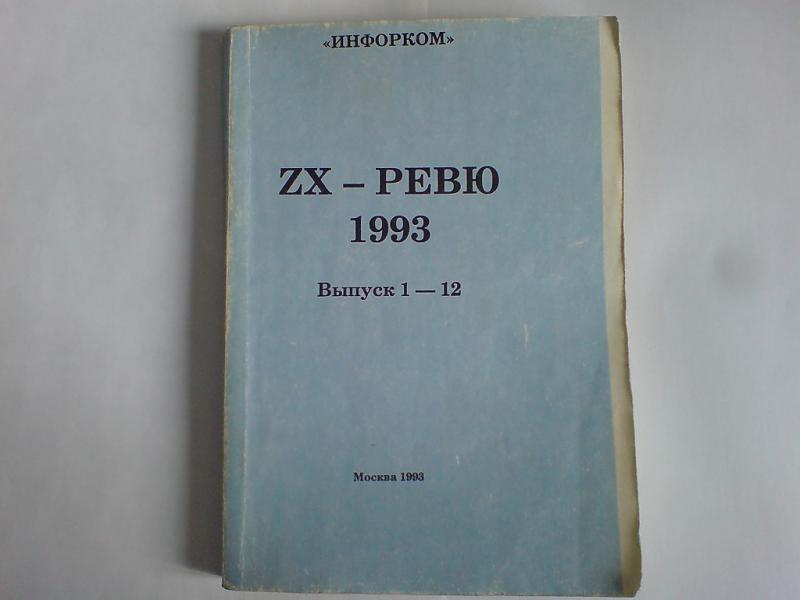 «ИНФОРКОМ»
ZX – РЕВЮ
1993
Выпуск 1 — 12
Москва 1993